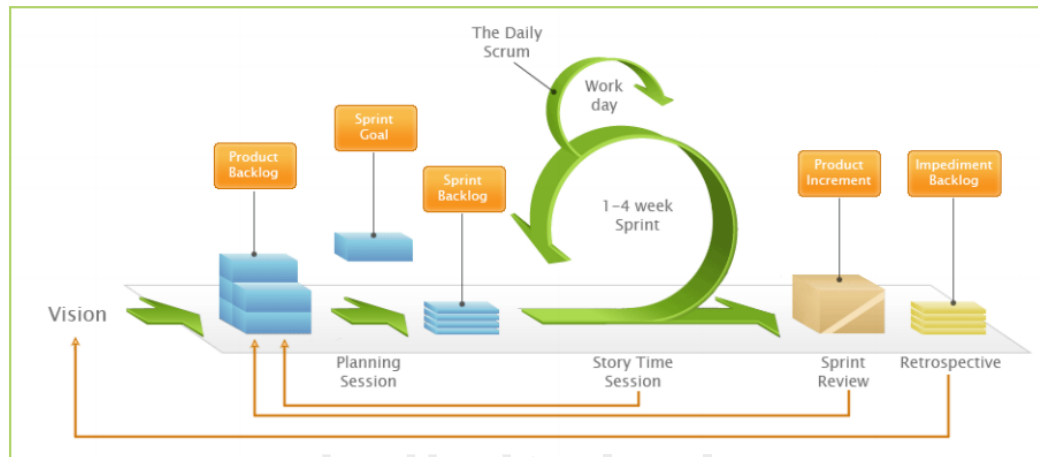 The Daily
Scrum
Work
day
Sprint
Goal
Product
Backlog
Sprint
Backlog
Product
Increment
Impediment
Backlog
1-4 week
Sprint
Vision
Planning
Session
Story Time
Session
Sprint
Review
Retrospective